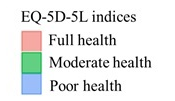 EQ-5D-5L indices
Full health
Moderate health
Poor health